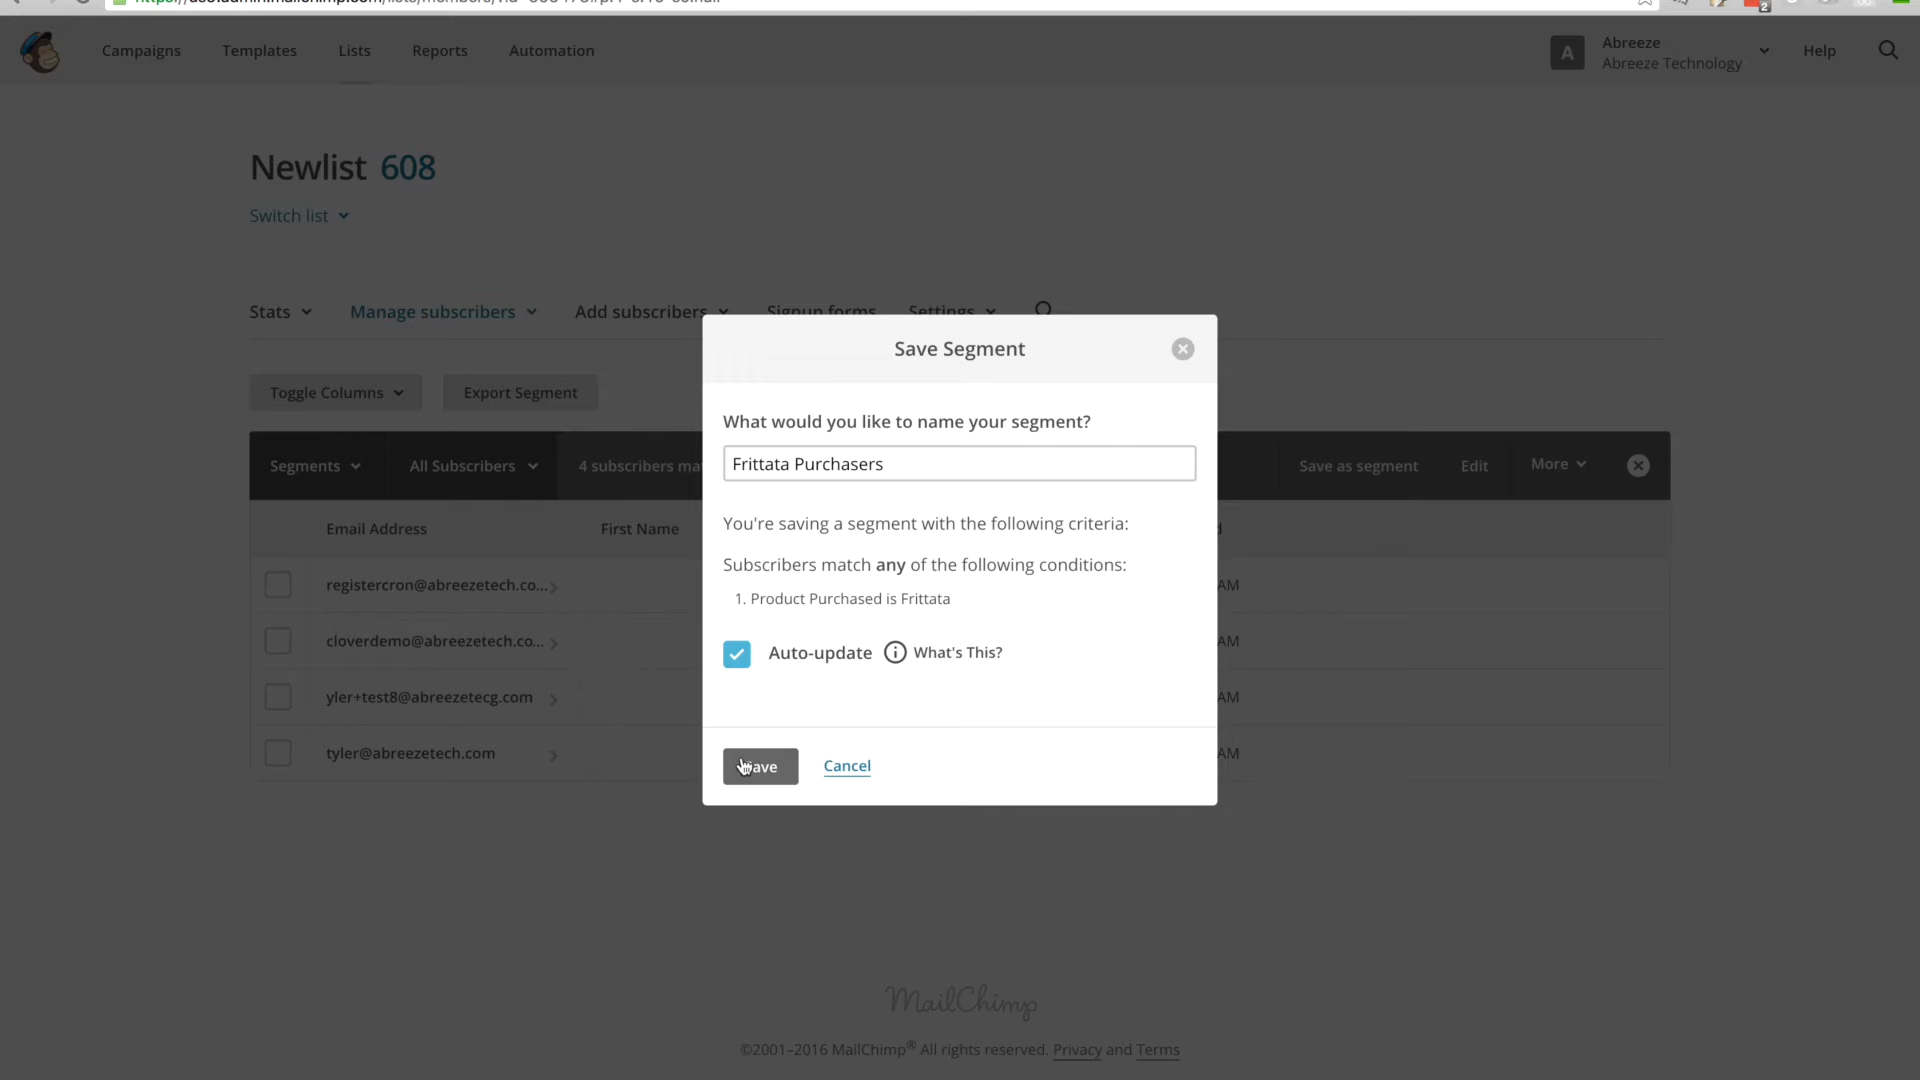 Campaigns Templates Lists Reports Automation
A Abreeze Help
Abreeze Technology
2
Newlist 608
Switch list
Stats Manage subscribers Add subscribers Signup forms Settings
Save Segment
Toggle Columns Export Segment
What would you like to name your segment?
Frittata Purchasers
Segments All Subscribers 4 subscribers Save as segment Edit More
You're saving a segment with the following criteria:
Email Address First Name
Subscribers match any of the following conditions:
1. Product Purchased is Frittata
registercron@abreezetech.co... AM
cloverdemo@abreezetech.co... AM
Auto-update What's This?
yler+test8@abreezetecg.com AM
tyler@abreezetech.com AM
Cancel
MailChimp
©2001–2016 MailChimp® All rights reserved. Privacy and Terms